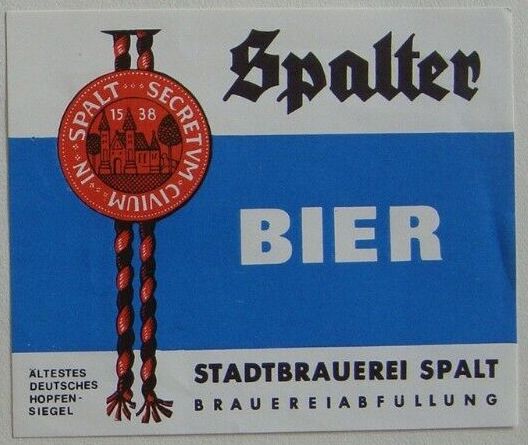 Spalter
IN · SPALT · SECRETVM · CIVIUM
15 38
BIER
ÄLTESTES
DEUTSCHES
HOPFEN-
SIEGEL
STADTBRAUEREI SPALT
BRAUEREIABFULLUNG